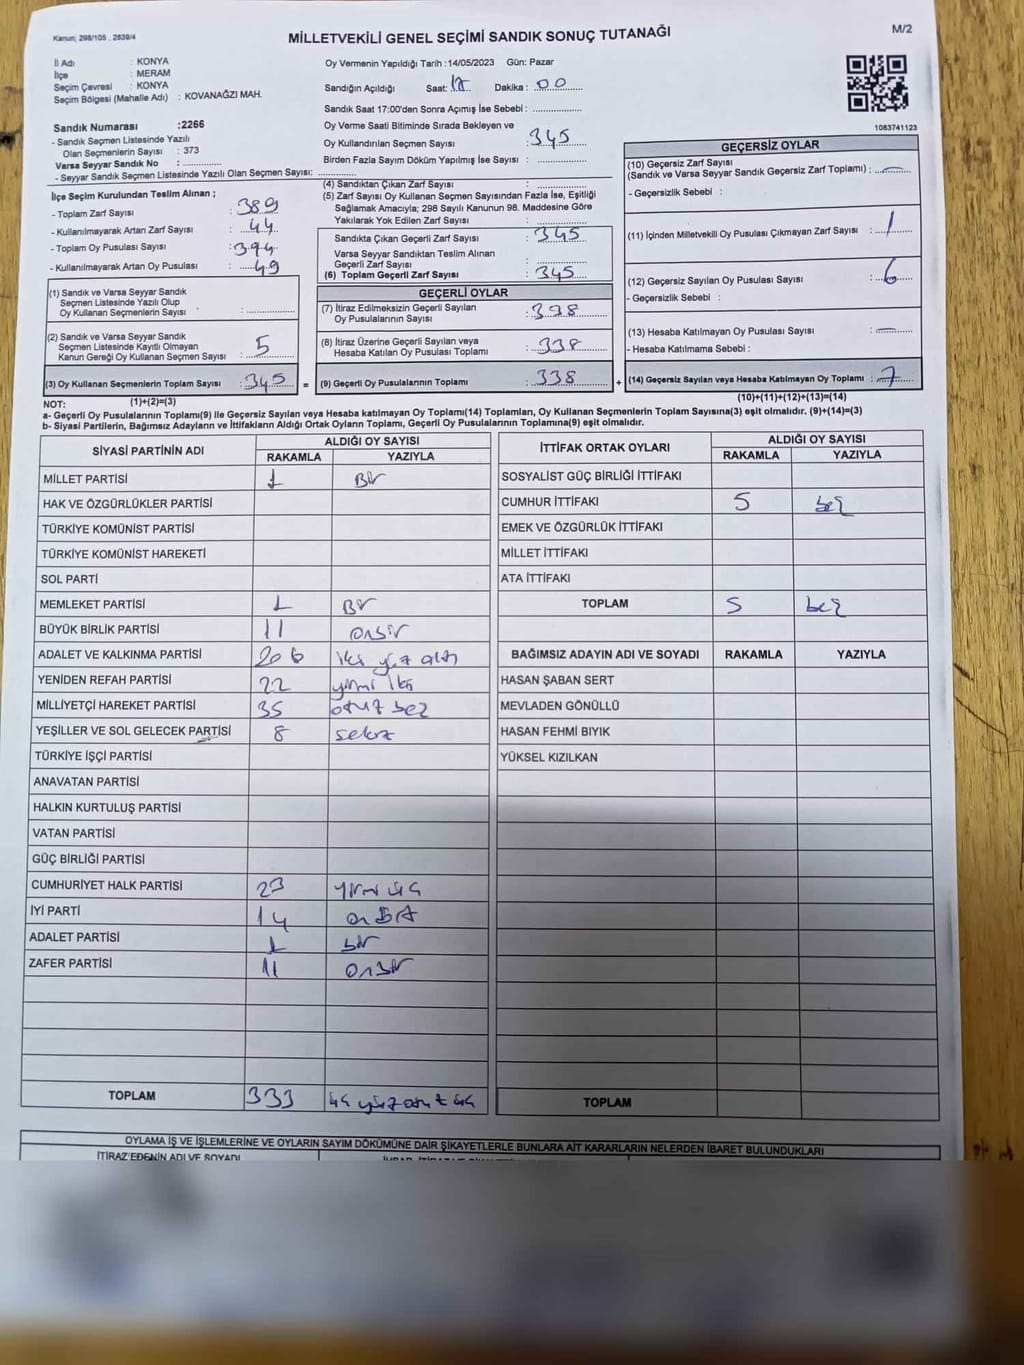 Kanun; 298/105 , 2839/4
MİLLETVEKİLİ GENEL SEÇİMİ SANDIK SONUÇ TUTANAĞI
M/2
İl Adı : KONYA
İlçe : MERAM
Seçim Çevresi : KONYA
Seçim Bölgesi (Mahalle Adı) : KOVANAĞZI MAH.
Oy Vermenin Yapıldığı Tarih :14/05/2023 Gün: Pazar
Sandığın Açıldığı Saat: 17 Dakika : 00
Sandık Saat 17:00'den Sonra Açımış İse Sebebi :
Oy Verme Saati Bitiminde Sırada Bekleyen ve
Oy Kullandırılan Seçmen Sayısı : 345
Birden Fazla Sayım Döküm Yapılmış İse Sayısı :
1083741123
Sandık Numarası :2266
- Sandık Seçmen Listesinde Yazılı
Olan Seçmenlerin Sayısı : 373
Varsa Seyyar Sandık No :
- Seyyar Sandık Seçmen Listesinde Yazılı Olan Seçmen Sayısı:
İlçe Seçim Kurulundan Teslim Alınan ;
- Toplam Zarf Sayısı : 389
- Kullanılmayarak Artan Zarf Sayısı : 44
- Toplam Oy Pusulası Sayısı : 394
- Kullanılmayarak Artan Oy Pusulası : 49
(1) Sandık ve Varsa Seyyar Sandık
Seçmen Listesinde Yazılı Olup
Oy Kullanan Seçmenlerin Sayısı :
(2) Sandık ve Varsa Seyyar Sandık
Seçmen Listesinde Kayıtlı Olmayan
Kanun Gereği Oy Kullanan Seçmen Sayısı : 5
(3) Oy Kullanan Seçmenlerin Toplam Sayısı : 345 =
(1)+(2)=(3)
(4) Sandıktan Çıkan Zarf Sayısı :
(5) Zarf Sayısı Oy Kullanan Seçmen Sayısından Fazla İse, Eşitliği
Sağlamak Amacıyla; 298 Sayılı Kanunun 98. Maddesine Göre
Yakılarak Yok Edilen Zarf Sayısı :
Sandıkta Çıkan Geçerli Zarf Sayısı : 345
Varsa Seyyar Sandıktan Teslim Alınan
Geçerli Zarf Sayısı :
(6) Toplam Geçerli Zarf Sayısı : 345
GEÇERLİ OYLAR
(7) İtiraz Edilmeksizin Geçerli Sayılan
Oy Pusulalarının Sayısı : 338
(8) İtiraz Üzerine Geçerli Sayılan veya
Hesaba Katılan Oy Pusulası Toplamı : 338
(9) Geçerli Oy Pusulalarının Toplamı : 338 +
GEÇERSİZ OYLAR
(10) Geçersiz Zarf Sayısı
(Sandık ve Varsa Seyyar Sandık Geçersiz Zarf Toplamı) : —
- Geçersizlik Sebebi :
(11) İçinden Milletvekili Oy Pusulası Çıkmayan Zarf Sayısı : 1
(12) Geçersiz Sayılan Oy Pusulası Sayısı : 6
- Geçersizlik Sebebi :
(13) Hesaba Katılmayan Oy Pusulası Sayısı : —
- Hesaba Katılmama Sebebi :
(14) Geçersiz Sayılan veya Hesaba Katılmayan Oy Toplamı : 7
(10)+(11)+(12)+(13)=(14)
NOT:
a- Geçerli Oy Pusulalarının Toplamı(9) ile Geçersiz Sayılan veya Hesaba katılmayan Oy Toplamı(14) Toplamları, Oy Kullanan Seçmenlerin Toplam Sayısına(3) eşit olmalıdır. (9)+(14)=(3)
b- Siyasi Partilerin, Bağımsız Adayların ve İttifakların Aldığı Ortak Oyların Toplamı, Geçerli Oy Pusulalarının Toplamına(9) eşit olmalıdır.
SİYASİ PARTİNİN ADI ALDIĞI OY SAYISI
RAKAMLA YAZIYLA
MİLLET PARTİSİ 1 Bir
HAK VE ÖZGÜRLÜKLER PARTİSİ
TÜRKİYE KOMÜNİST PARTİSİ
TÜRKİYE KOMÜNİST HAREKETİ
SOL PARTİ
MEMLEKET PARTİSİ 1 Bir
BÜYÜK BİRLİK PARTİSİ 11 onbir
ADALET VE KALKINMA PARTİSİ 206 iki yüz altı
YENİDEN REFAH PARTİSİ 22 yirmi iki
MİLLİYETÇİ HAREKET PARTİSİ 35 otuz beş
YEŞİLLER VE SOL GELECEK PARTİSİ 8 sekiz
TÜRKİYE İŞÇİ PARTİSİ
ANAVATAN PARTİSİ
HALKIN KURTULUŞ PARTİSİ
VATAN PARTİSİ
GÜÇ BİRLİĞİ PARTİSİ
CUMHURİYET HALK PARTİSİ 23 yirmi üç
İYİ PARTİ 14 ondört
ADALET PARTİSİ 1 bir
ZAFER PARTİSİ 11 onbir
TOPLAM 333 üç yüz otuz üç
İTTİFAK ORTAK OYLARI ALDIĞI OY SAYISI
RAKAMLA YAZIYLA
SOSYALİST GÜÇ BİRLİĞİ İTTİFAKI
CUMHUR İTTİFAKI 5 beş
EMEK VE ÖZGÜRLÜK İTTİFAKI
MİLLET İTTİFAKI
ATA İTTİFAKI
TOPLAM 5 beş
BAĞIMSIZ ADAYIN ADI VE SOYADI RAKAMLA YAZIYLA
HASAN ŞABAN SERT
MEVLADEN GÖNÜLLÜ
HASAN FEHMİ BIYIK
YÜKSEL KIZILKAN
TOPLAM
OYLAMA İŞ VE İŞLEMLERİNE VE OYLARIN SAYIM DÖKÜMÜNE DAİR ŞİKAYETLERLE BUNLARA AİT KARARLARIN NELERDEN İBARET BULUNDUKLARI
İTİRAZ EDENİN ADI VE SOYADI